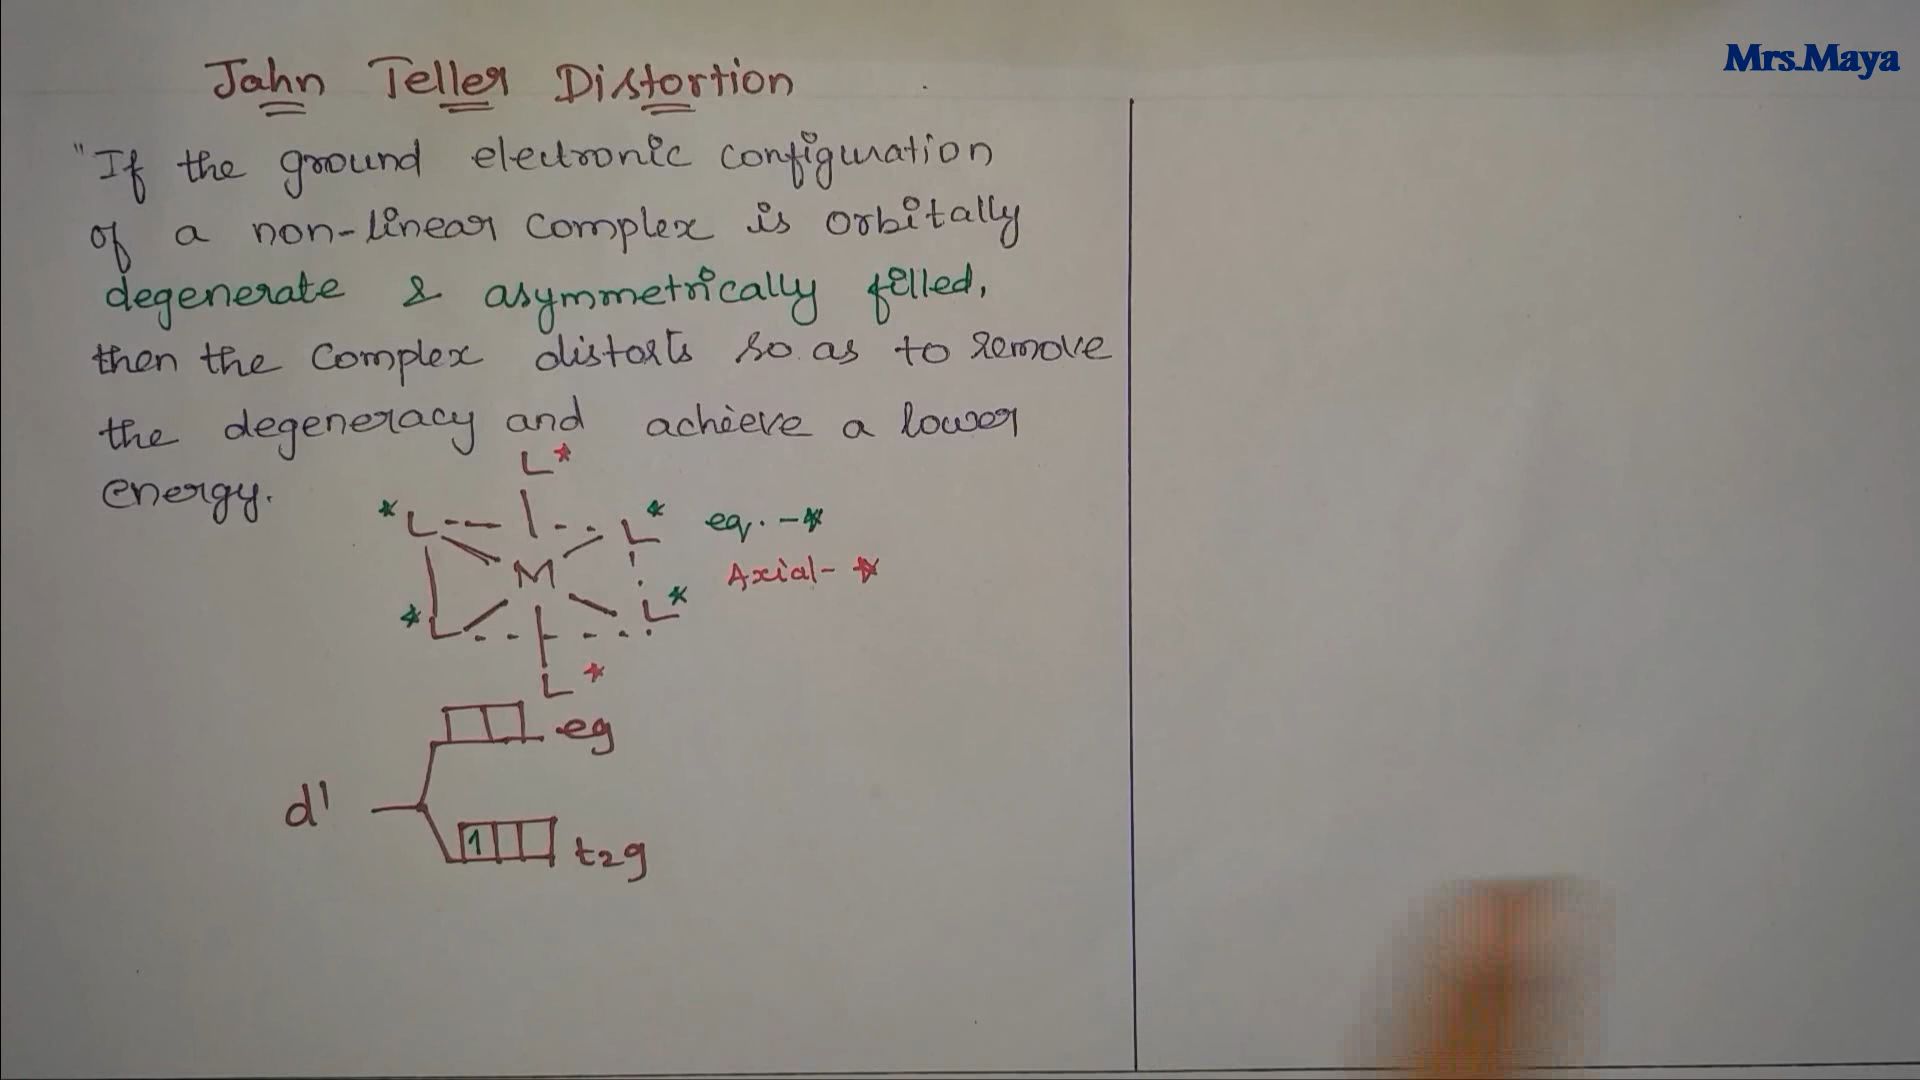 Mrs.Maya
Jahn Teller Distortion
"If the ground electronic configuration
of a non-linear complex is orbitally
degenerate & asymmetrically filled,
then the complex distorts so as to remove
the degeneracy and achieve a lower
energy.
L*
*L L* eq. - *
M Axial - *
*L L*
L*
eg
d1
1 t2g